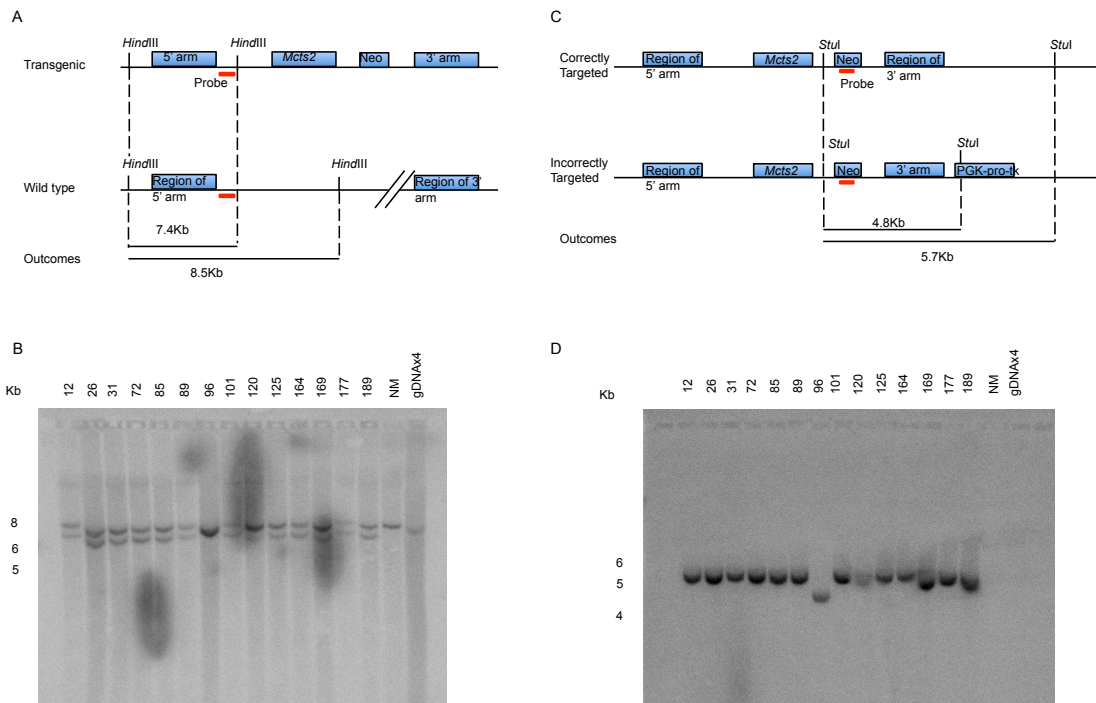 A
HindIII HindIII
Transgenic 5' arm Mcts2 Neo 3' arm
Probe
HindIII HindIII
Wild type Region of 5' arm Region of 3' arm
7.4Kb
Outcomes
8.5Kb
B
Kb 12 26 31 72 85 89 96 101 120 125 164 169 177 189 NM gDNAx4
8
6
5
C
StuI StuI
Correctly Targeted Region of 5' arm Mcts2 Neo Region of 3' arm
Probe
StuI StuI
Incorrectly Targeted Region of 5' arm Mcts2 Neo 3' arm PGK-pro-tk
4.8Kb
Outcomes
5.7Kb
D
Kb 12 26 31 72 85 89 96 101 120 125 164 169 177 189 NM gDNAx4
6
5
4